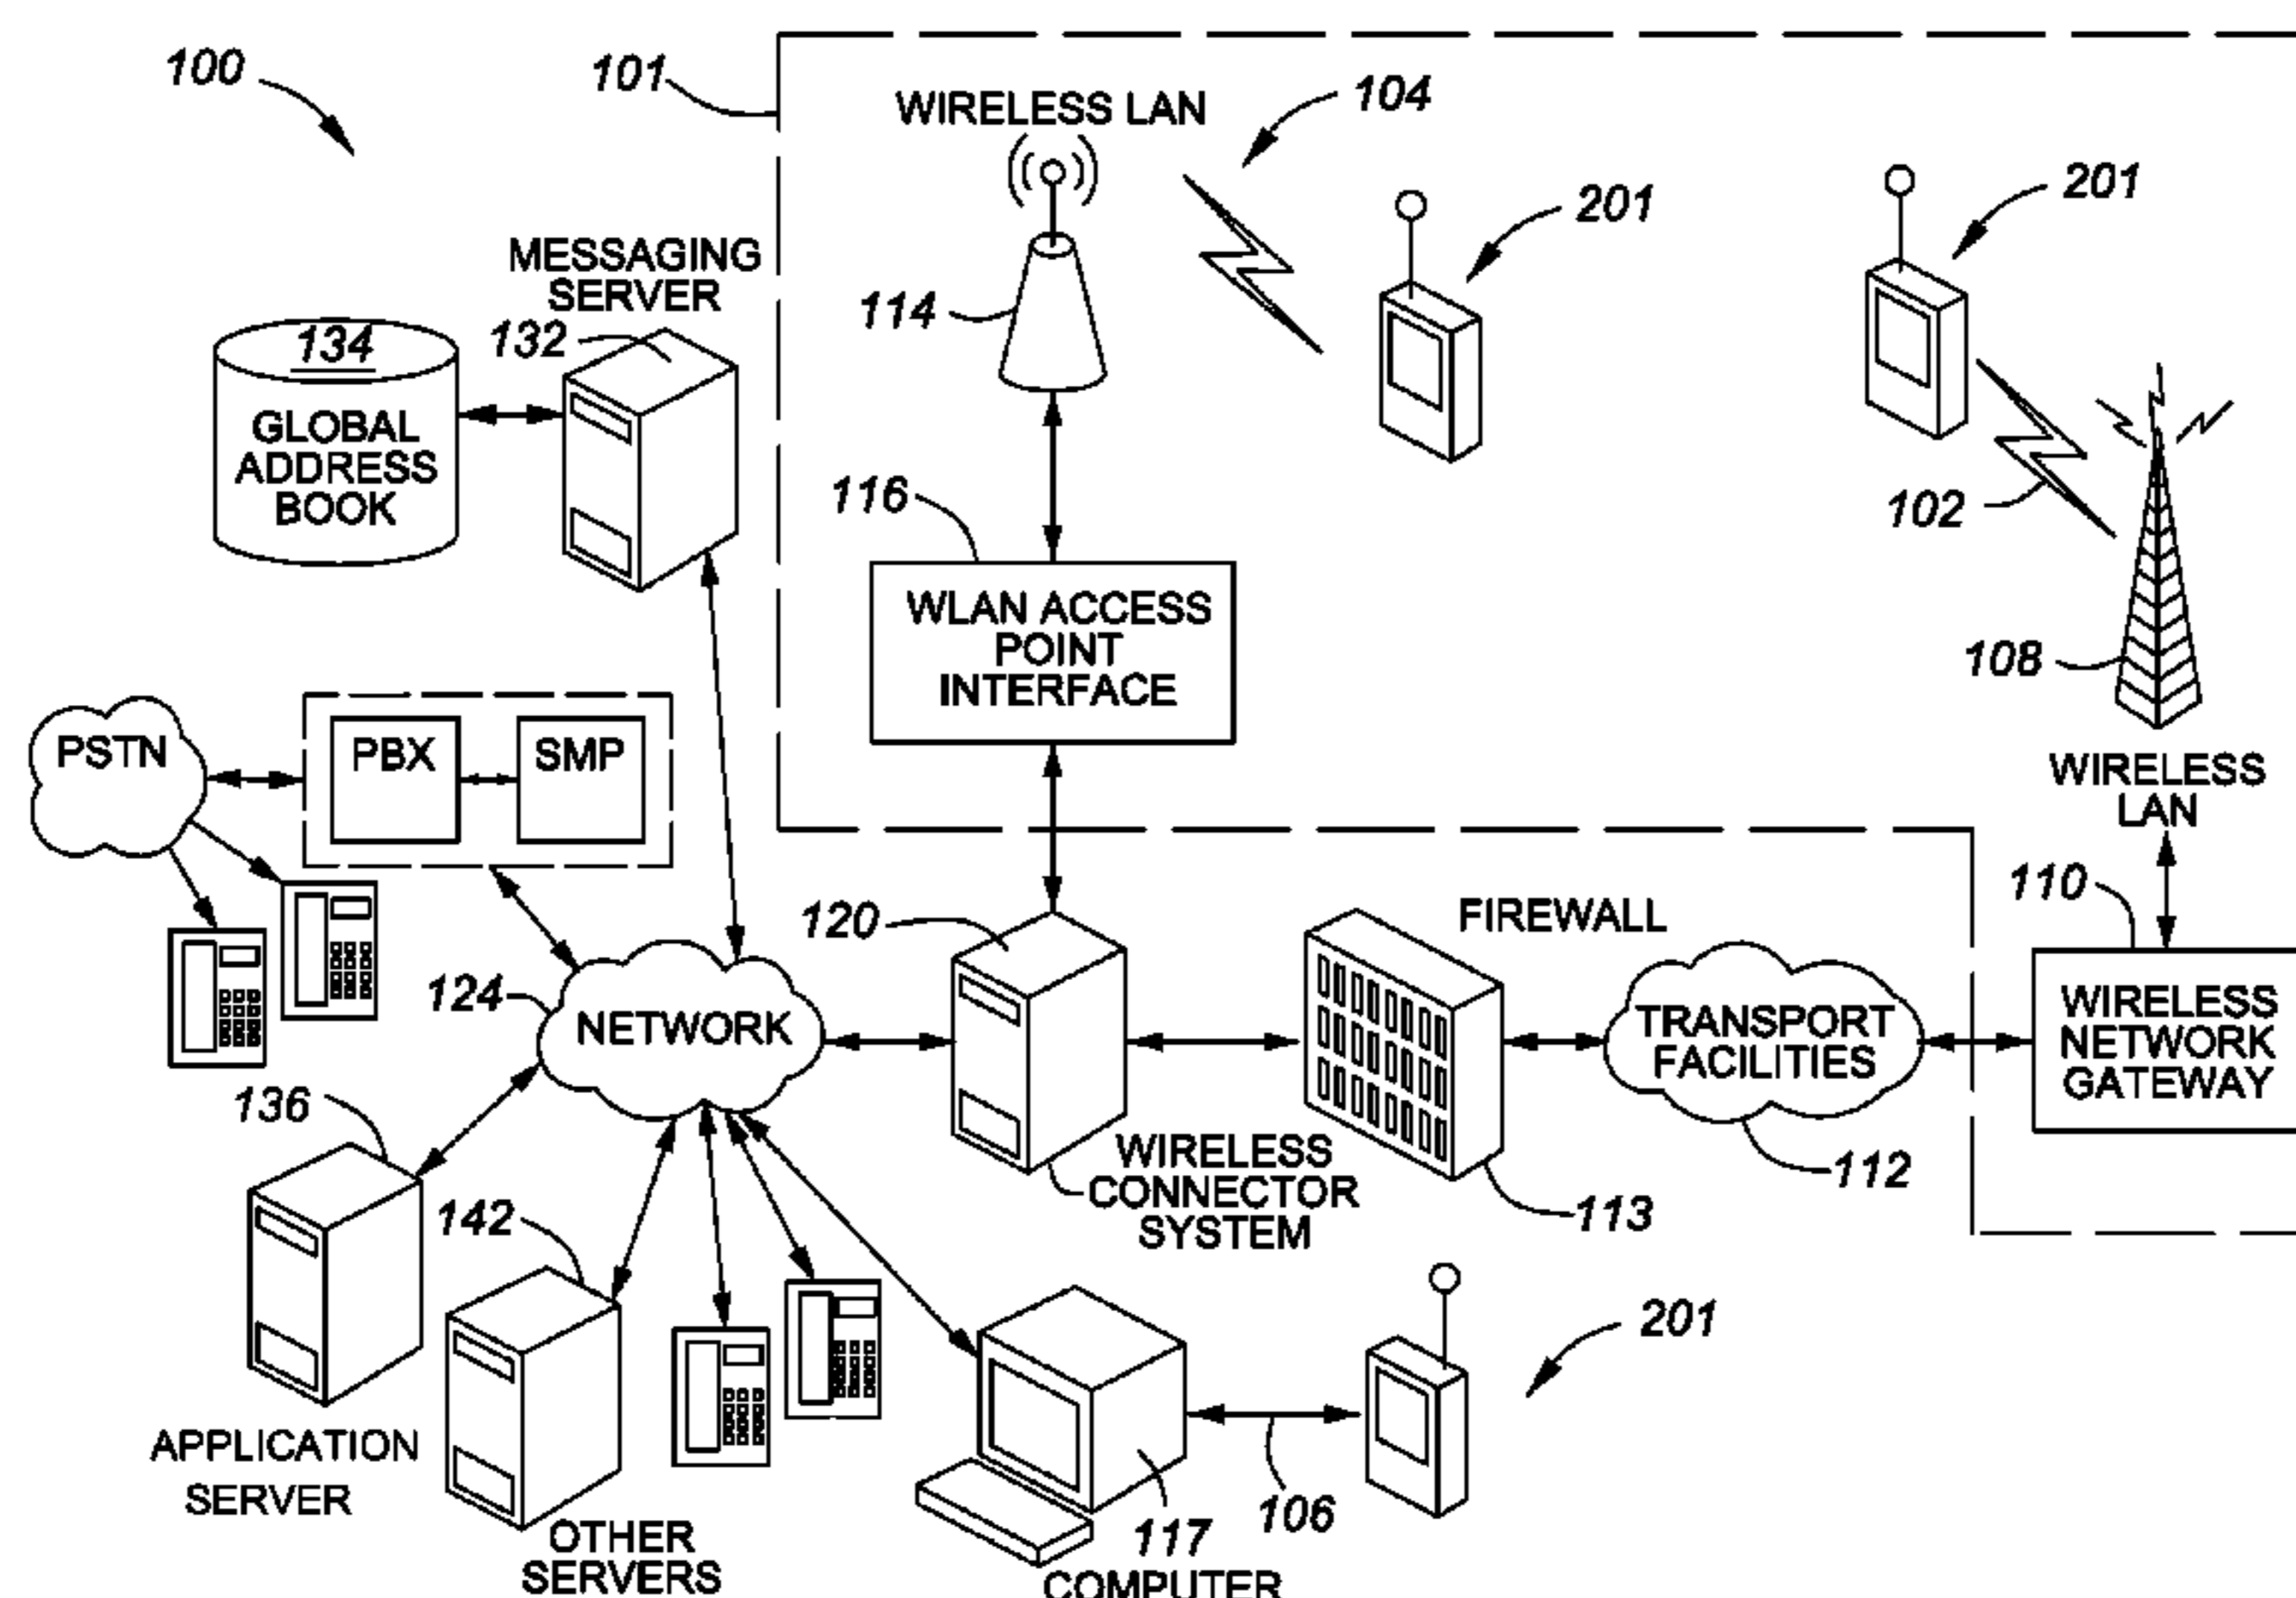 100
101
WIRELESS LAN
104
201
201
MESSAGING
SERVER
132
114
134
GLOBAL
ADDRESS
BOOK
116
102
WLAN ACCESS
POINT
INTERFACE
108
PSTN
PBX
SMP
WIRELESS
LAN
110
120
FIREWALL
124
NETWORK
TRANSPORT
FACILITIES
WIRELESS
NETWORK
GATEWAY
136
WIRELESS
CONNECTOR
SYSTEM
112
113
142
201
APPLICATION
SERVER
106
117
OTHER
SERVERS
COMPUTER